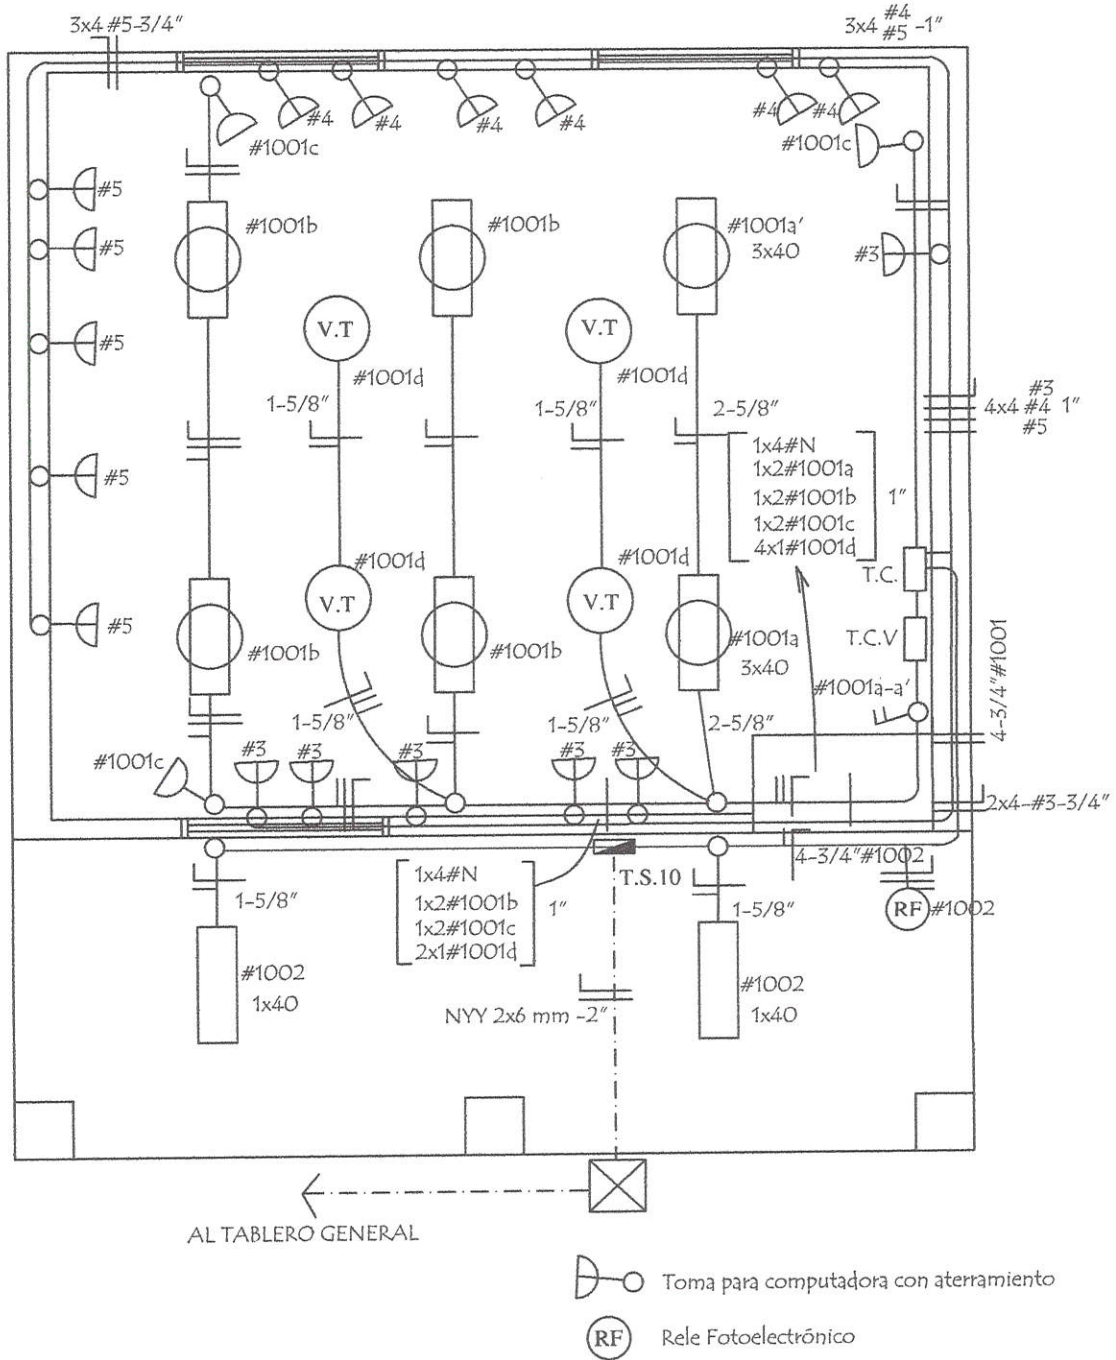 3x4 #5-3/4"
3x4 #4 #5 -1"
#4
#4
#4
#4
#4
#4
#1001c
#1001c
#5
#5
#5
#5
#5
#1001b
#1001b
#1001a'
3x40
#3
V.T
V.T
#1001d
#1001d
1-5/8"
1-5/8"
2-5/8"
#3
4x4 #4 1"
#5
1x4#N
1x2#1001a
1x2#1001b
1x2#1001c
4x1#1001d
1"
#1001d
#1001d
V.T
V.T
T.C.
T.C.V
#1001b
#1001b
#1001a
3x40
#1001a-a'
4-3/4"#1001
1-5/8"
1-5/8"
2-5/8"
#1001c
#3
#3
#3
#3
#3
2x4-#3-3/4"
4-3/4"#1002
T.S.10
1x4#N
1x2#1001b
1x2#1001c
2x1#1001d
1"
1-5/8"
1-5/8"
RF
#1002
#1002
1x40
#1002
1x40
NYY 2x6 mm -2"
AL TABLERO GENERAL
Toma para computadora con aterramiento
RF
Rele Fotoelectrónico